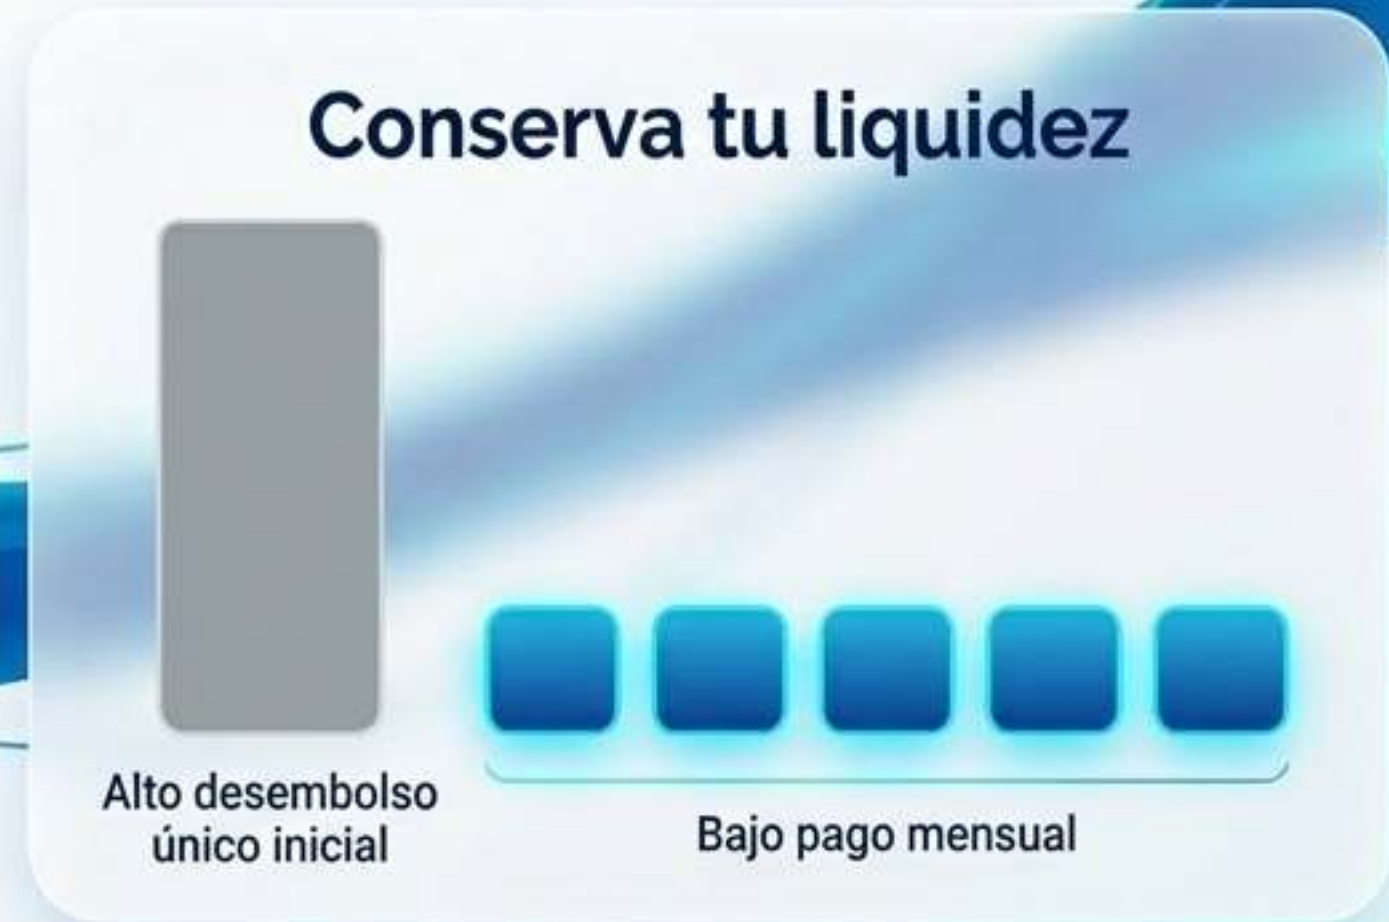 Conserva tu liquidez
Alto desembolso
único inicial
Bajo pago mensual